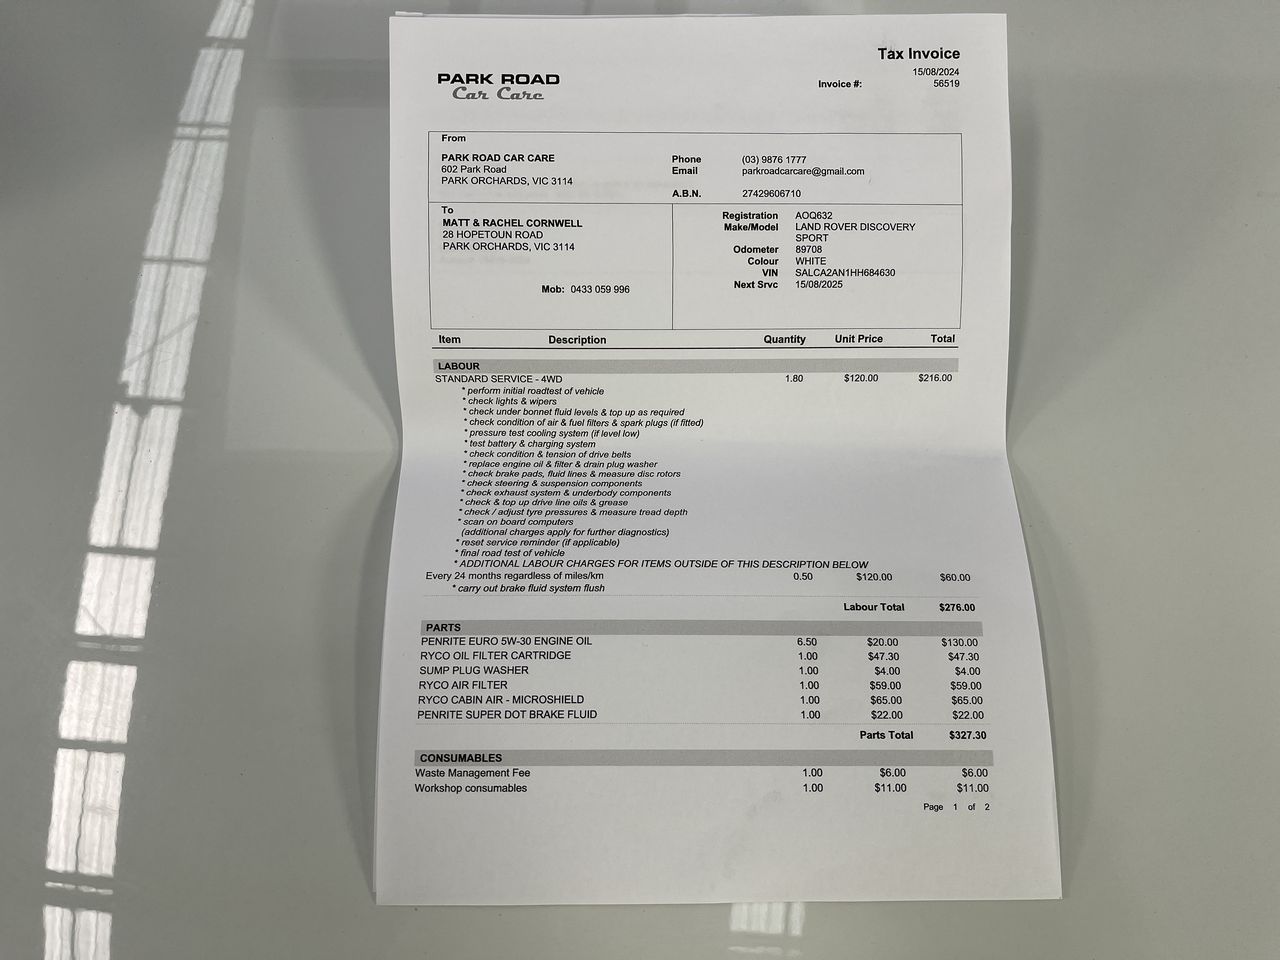 Tax Invoice
15/08/2024
Invoice #: 56519
PARK ROAD
Car Care
From
PARK ROAD CAR CARE
602 Park Road
PARK ORCHARDS, VIC 3114
Phone (03) 9876 1777
Email parkroadcarcare@gmail.com
A.B.N. 27429606710
To
MATT & RACHEL CORNWELL
28 HOPETOUN ROAD
PARK ORCHARDS, VIC 3114
Mob: 0433 059 996
Registration AOQ632
Make/Model LAND ROVER DISCOVERY
SPORT
Odometer 89708
Colour WHITE
VIN SALCA2AN1HH684630
Next Srvc 15/08/2025
Item Description Quantity Unit Price Total
LABOUR
STANDARD SERVICE - 4WD 1.80 $120.00 $216.00
* perform initial roadtest of vehicle
* check lights & wipers
* check under bonnet fluid levels & top up as required
* check condition of air & fuel filters & spark plugs (if fitted)
* pressure test cooling system (if level low)
* test battery & charging system
* check condition & tension of drive belts
* replace engine oil & filter & drain plug washer
* check brake pads, fluid lines & measure disc rotors
* check steering & suspension components
* check exhaust system & underbody components
* check & top up drive line oils & grease
* check / adjust tyre pressures & measure tread depth
* scan on board computers
(additional charges apply for further diagnostics)
* reset service reminder (if applicable)
* final road test of vehicle
* ADDITIONAL LABOUR CHARGES FOR ITEMS OUTSIDE OF THIS DESCRIPTION BELOW
Every 24 months regardless of miles/km 0.50 $120.00 $60.00
* carry out brake fluid system flush
Labour Total $276.00
PARTS
PENRITE EURO 5W-30 ENGINE OIL 6.50 $20.00 $130.00
RYCO OIL FILTER CARTRIDGE 1.00 $47.30 $47.30
SUMP PLUG WASHER 1.00 $4.00 $4.00
RYCO AIR FILTER 1.00 $59.00 $59.00
RYCO CABIN AIR - MICROSHIELD 1.00 $65.00 $65.00
PENRITE SUPER DOT BRAKE FLUID 1.00 $22.00 $22.00
Parts Total $327.30
CONSUMABLES
Waste Management Fee 1.00 $6.00 $6.00
Workshop consumables 1.00 $11.00 $11.00
Page 1 of 2